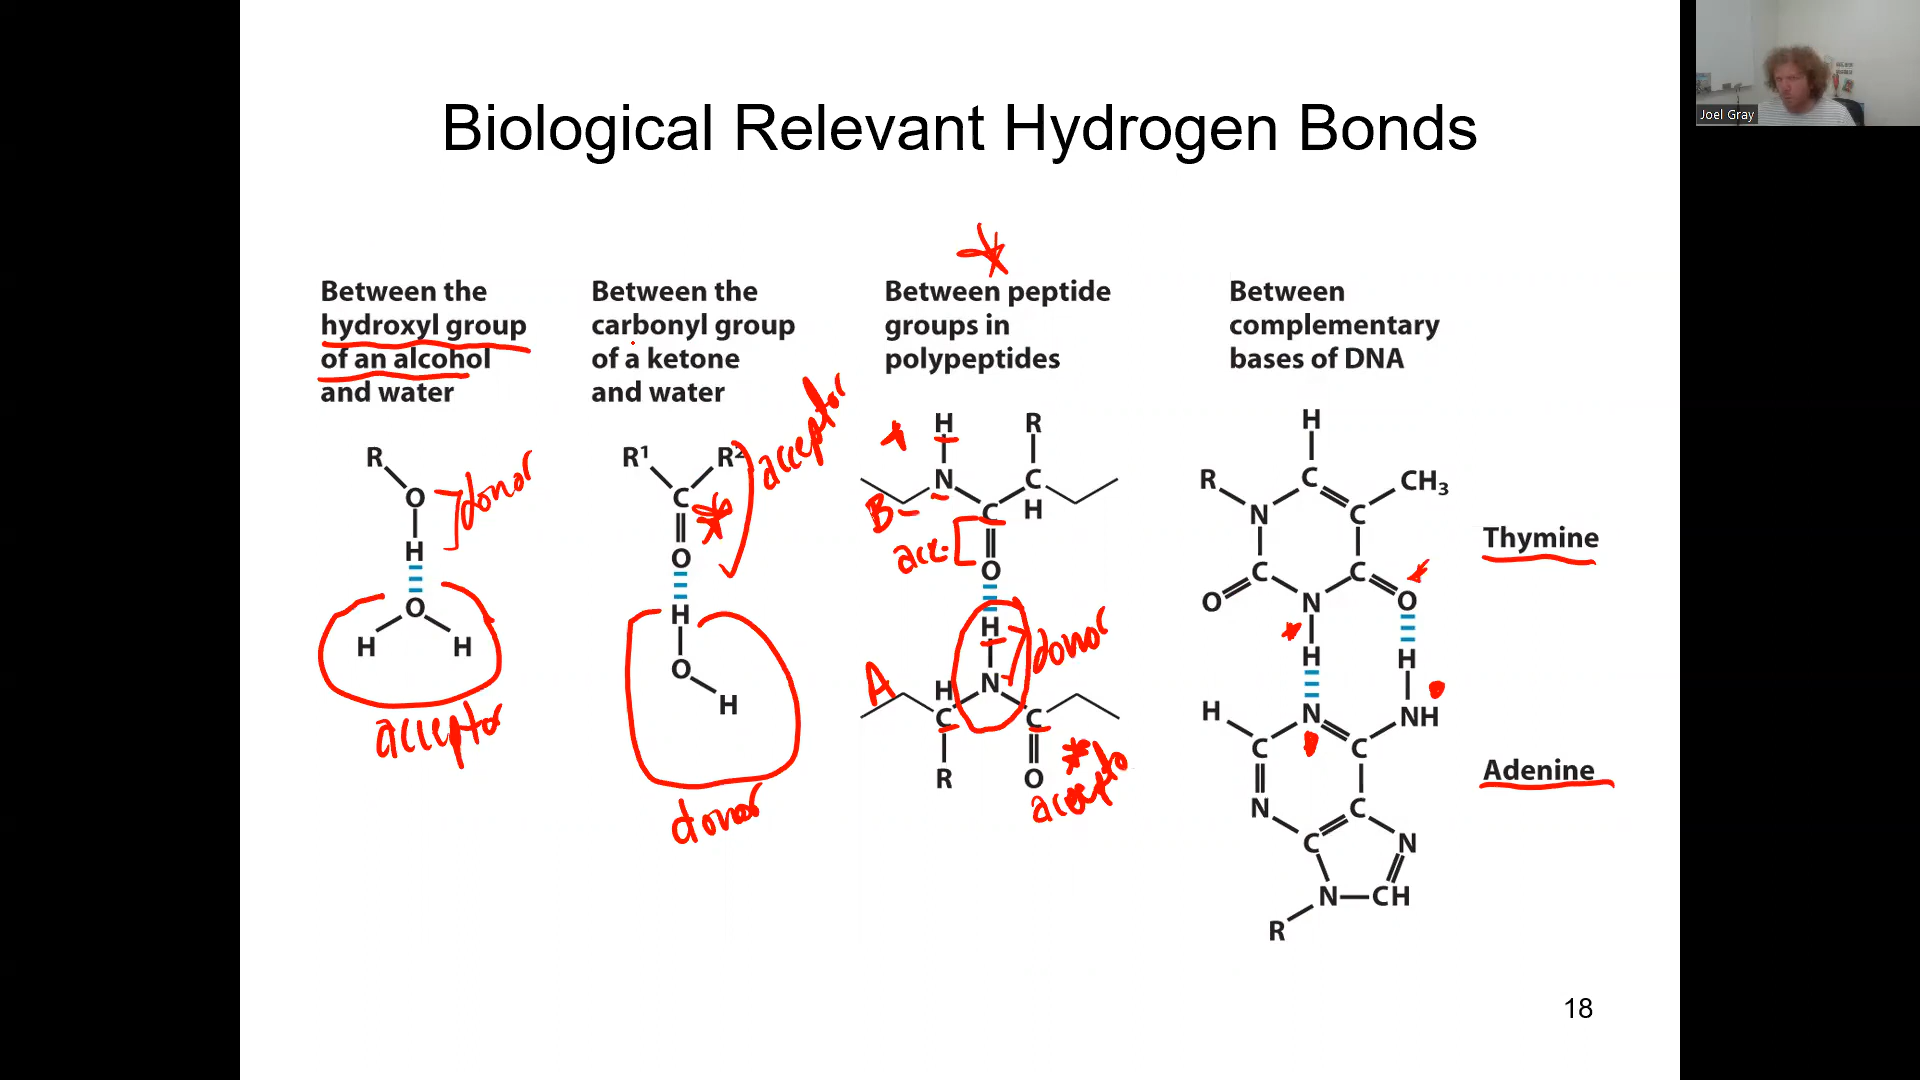 Joel Gray
Biological Relevant Hydrogen Bonds
Between the
hydroxyl group
of an alcohol
and water
R
O
donor
H
O
H H
acceptor
Between the
carbonyl group
of a ketone
and water
R¹ R²
acceptor
C
O
H
O
H
donor
Between peptide
groups in
polypeptides
H R
N C
B C H
acc.
O
H
donor
A H N
C C
R O
accepto
Between
complementary
bases of DNA
H
R C CH₃
N C
Thymine
C C
O N O
H H
H N NH
C C
Adenine
N C
C N
N CH
R
18